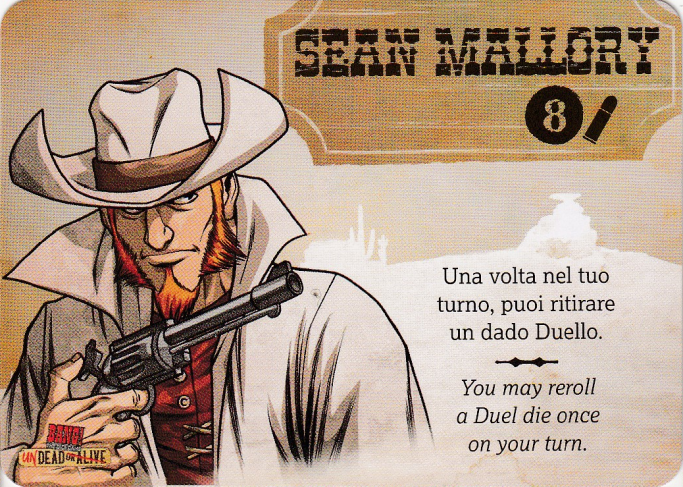 SEAN MALLORY
8
Una volta nel tuo
turno, puoi ritirare
un dado Duello.
You may reroll
a Duel die once
on your turn.
BANG!
UNDEAD OR ALIVE